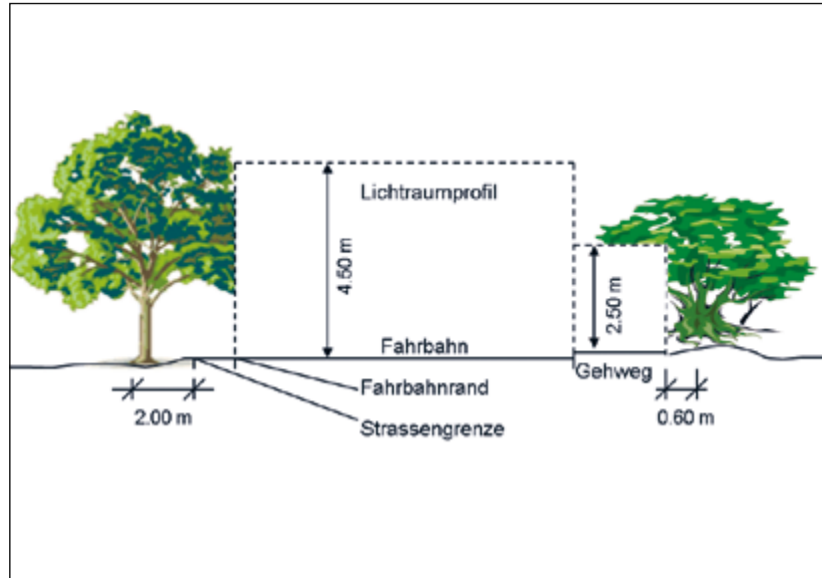 Lichtraumprofil
4.50 m
2.50 m
Fahrbahn
Gehweg
Fahrbahnrand
2.00 m
0.60 m
Strassengrenze